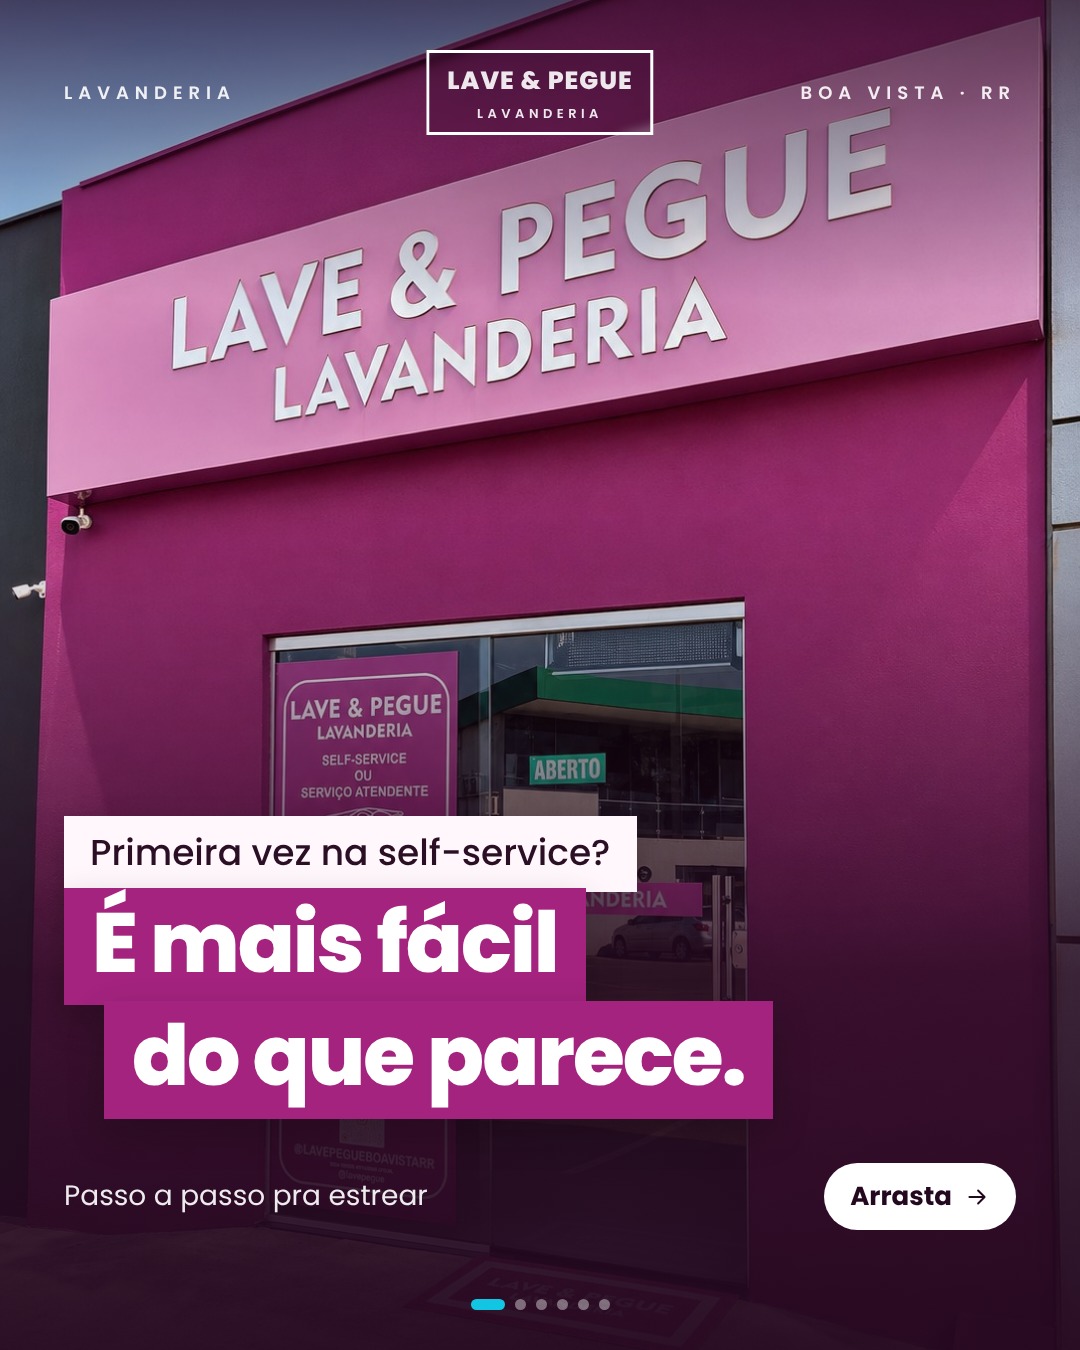 LAVANDERIA
LAVE & PEGUE
LAVANDERIA
BOA VISTA · RR
LAVE & PEGUE
LAVANDERIA
LAVE & PEGUE
LAVANDERIA
SELF-SERVICE
OU
SERVIÇO ATENDENTE
ABERTO
Primeira vez na self-service?
NDERIA
É mais fácil
do que parece.
@LAVEPEGUEBOAVISTARR
Passo a passo pra estrear
Arrasta →